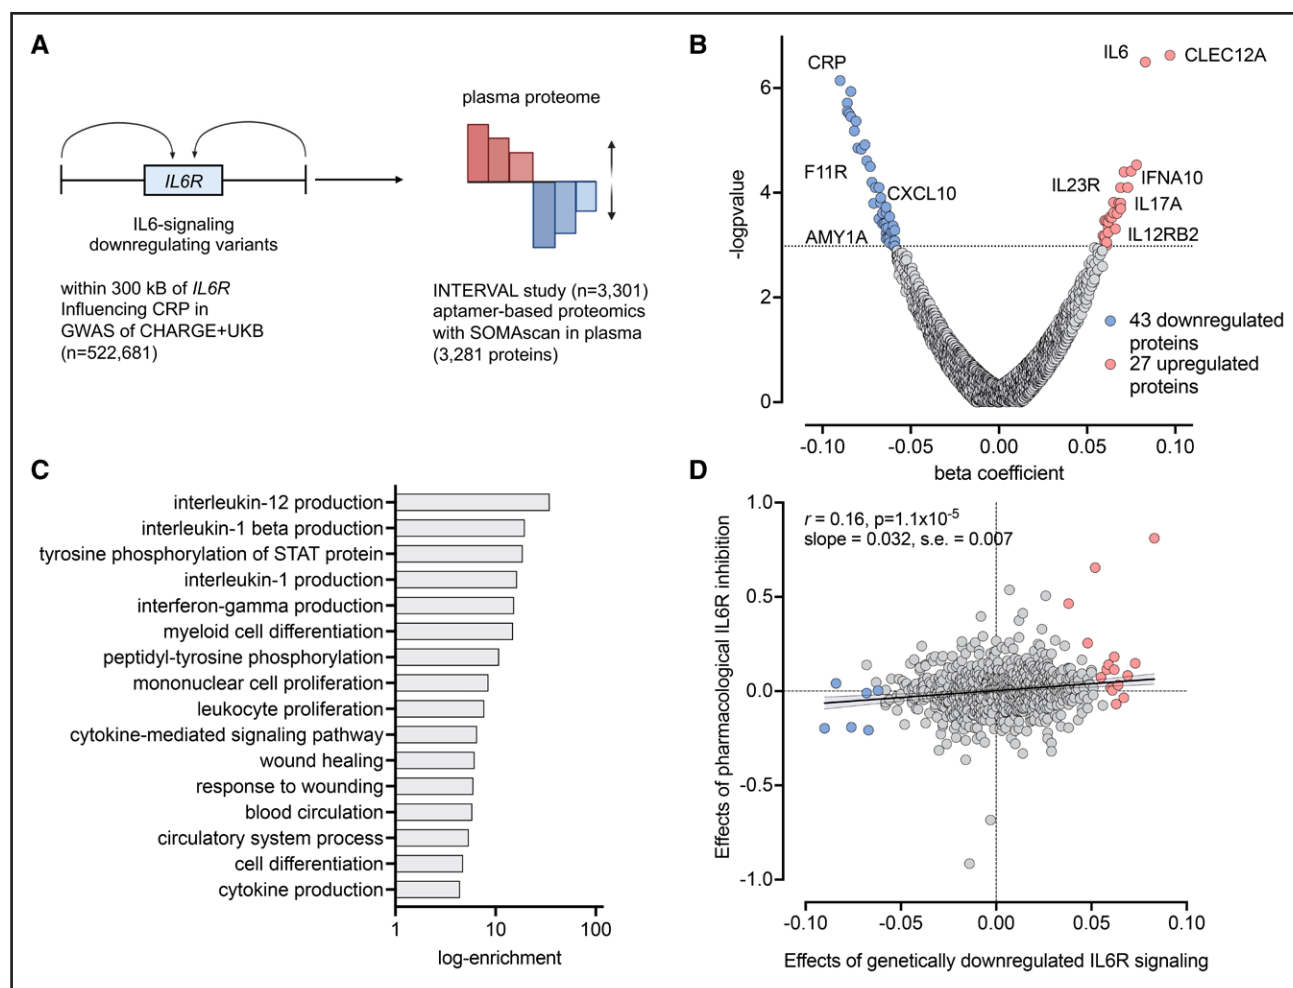 A
IL6R
IL6-signaling
downregulating variants
within 300 kB of IL6R
Influencing CRP in
GWAS of CHARGE+UKB
(n=522,681)
plasma proteome
INTERVAL study (n=3,301)
aptamer-based proteomics
with SOMAscan in plasma
(3,281 proteins)
B
-logpvalue
6
4
2
0
CRP
F11R
CXCL10
AMY1A
IL6
CLEC12A
IL23R
IFNA10
IL17A
IL12RB2
43 downregulated
proteins
27 upregulated
proteins
-0.10
-0.05
0.00
0.05
0.10
beta coefficient
C
interleukin-12 production
interleukin-1 beta production
tyrosine phosphorylation of STAT protein
interleukin-1 production
interferon-gamma production
myeloid cell differentiation
peptidyl-tyrosine phosphorylation
mononuclear cell proliferation
leukocyte proliferation
cytokine-mediated signaling pathway
wound healing
response to wounding
blood circulation
circulatory system process
cell differentiation
cytokine production
1
10
100
log-enrichment
D
Effects of pharmacological IL6R inhibition
1.0
0.5
0.0
-0.5
-1.0
r = 0.16, p=1.1x10-5
slope = 0.032, s.e. = 0.007
-0.10
-0.05
0.00
0.05
0.10
Effects of genetically downregulated IL6R signaling